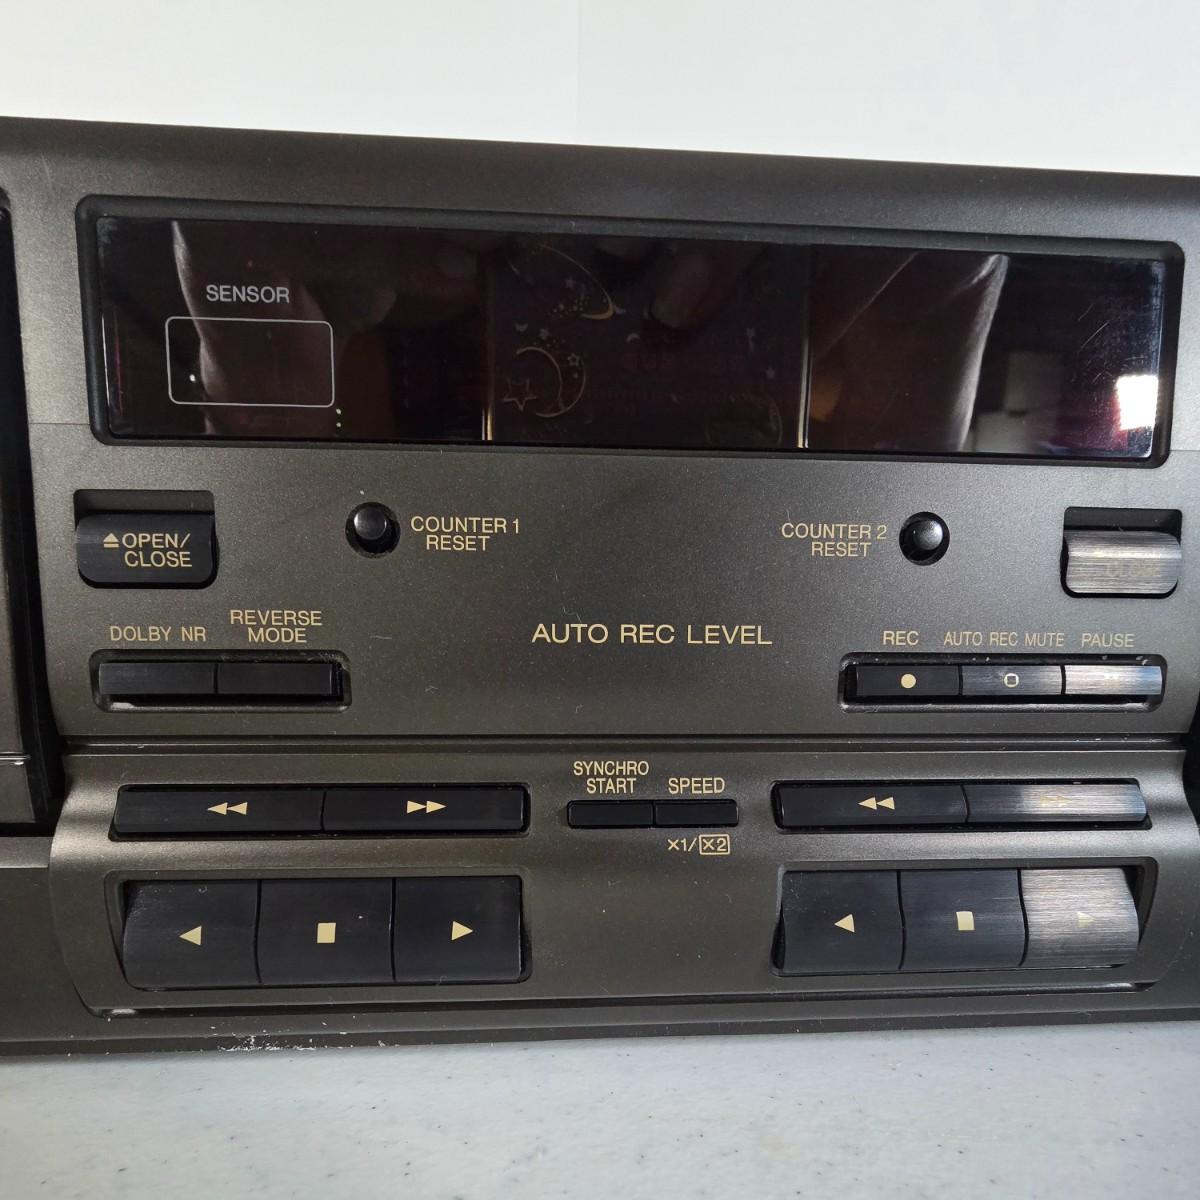 SENSOR
OPEN/
CLOSE
COUNTER 1
RESET
COUNTER 2
RESET
DOLBY NR
REVERSE
MODE
AUTO REC LEVEL
REC
AUTO REC MUTE
PAUSE
SYNCHRO
START
SPEED
×1/×2